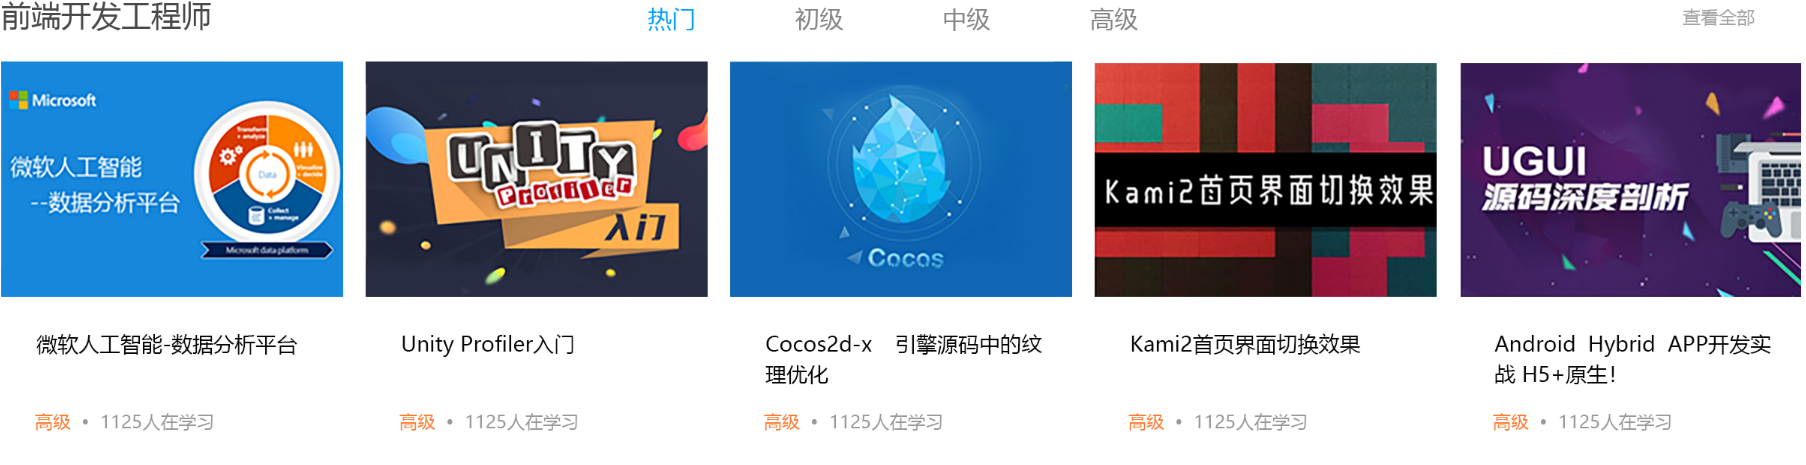 前端开发工程师
热门 初级 中级 高级 查看全部
Microsoft
微软人工智能
--数据分析平台
Transform
+ analyze
Visualize
+ decide
Data
Collect
+ manage
Microsoft data platform
UNITY
Profiler
入门
Cocos
Kami2首页界面切换效果
UGUI
源码深度剖析
微软人工智能-数据分析平台
Unity Profiler入门
Cocos2d-x 引擎源码中的纹
理优化
Kami2首页界面切换效果
Android Hybrid APP开发实
战 H5+原生!
高级 • 1125人在学习
高级 • 1125人在学习
高级 • 1125人在学习
高级 • 1125人在学习
高级 • 1125人在学习